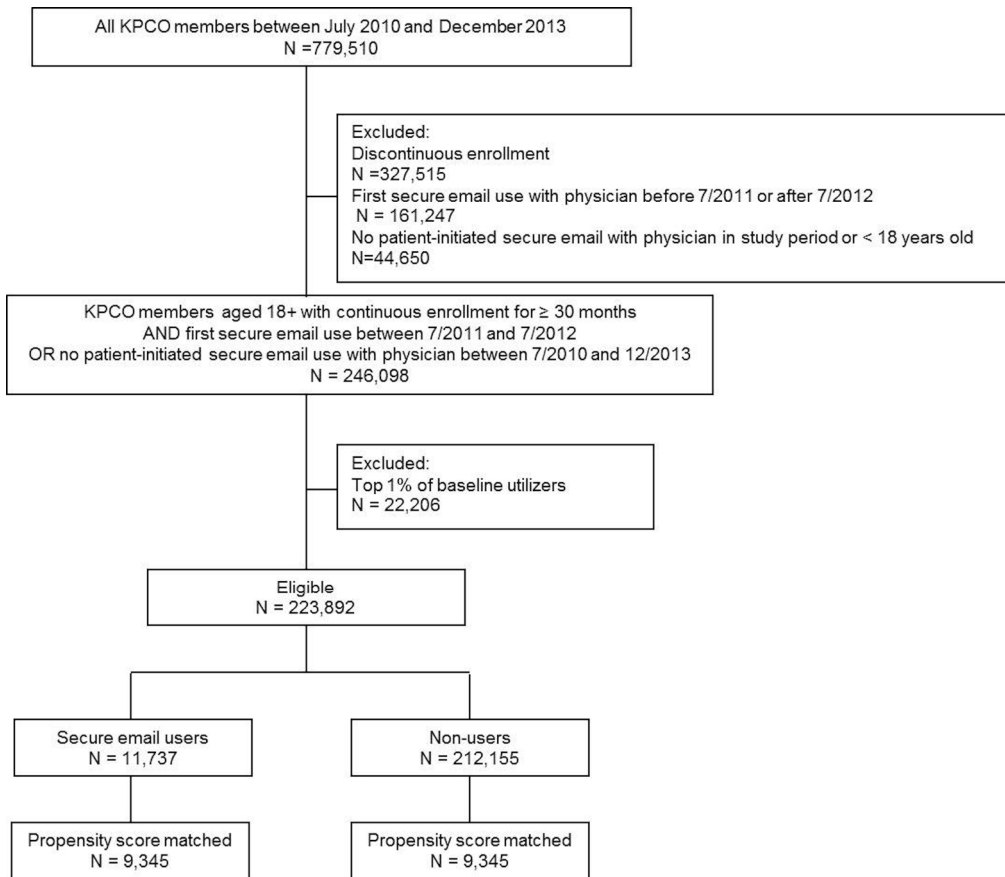 All KPCO members between July 2010 and December 2013
N =779,510
Excluded:
Discontinuous enrollment
N =327,515
First secure email use with physician before 7/2011 or after 7/2012
N = 161,247
No patient-initiated secure email with physician in study period or < 18 years old
N=44,650
KPCO members aged 18+ with continuous enrollment for ≥ 30 months
AND first secure email use between 7/2011 and 7/2012
OR no patient-initiated secure email use with physician between 7/2010 and 12/2013
N = 246,098
Excluded:
Top 1% of baseline utilizers
N = 22,206
Eligible
N = 223,892
Secure email users
N = 11,737
Non-users
N = 212,155
Propensity score matched
N = 9,345
Propensity score matched
N = 9,345